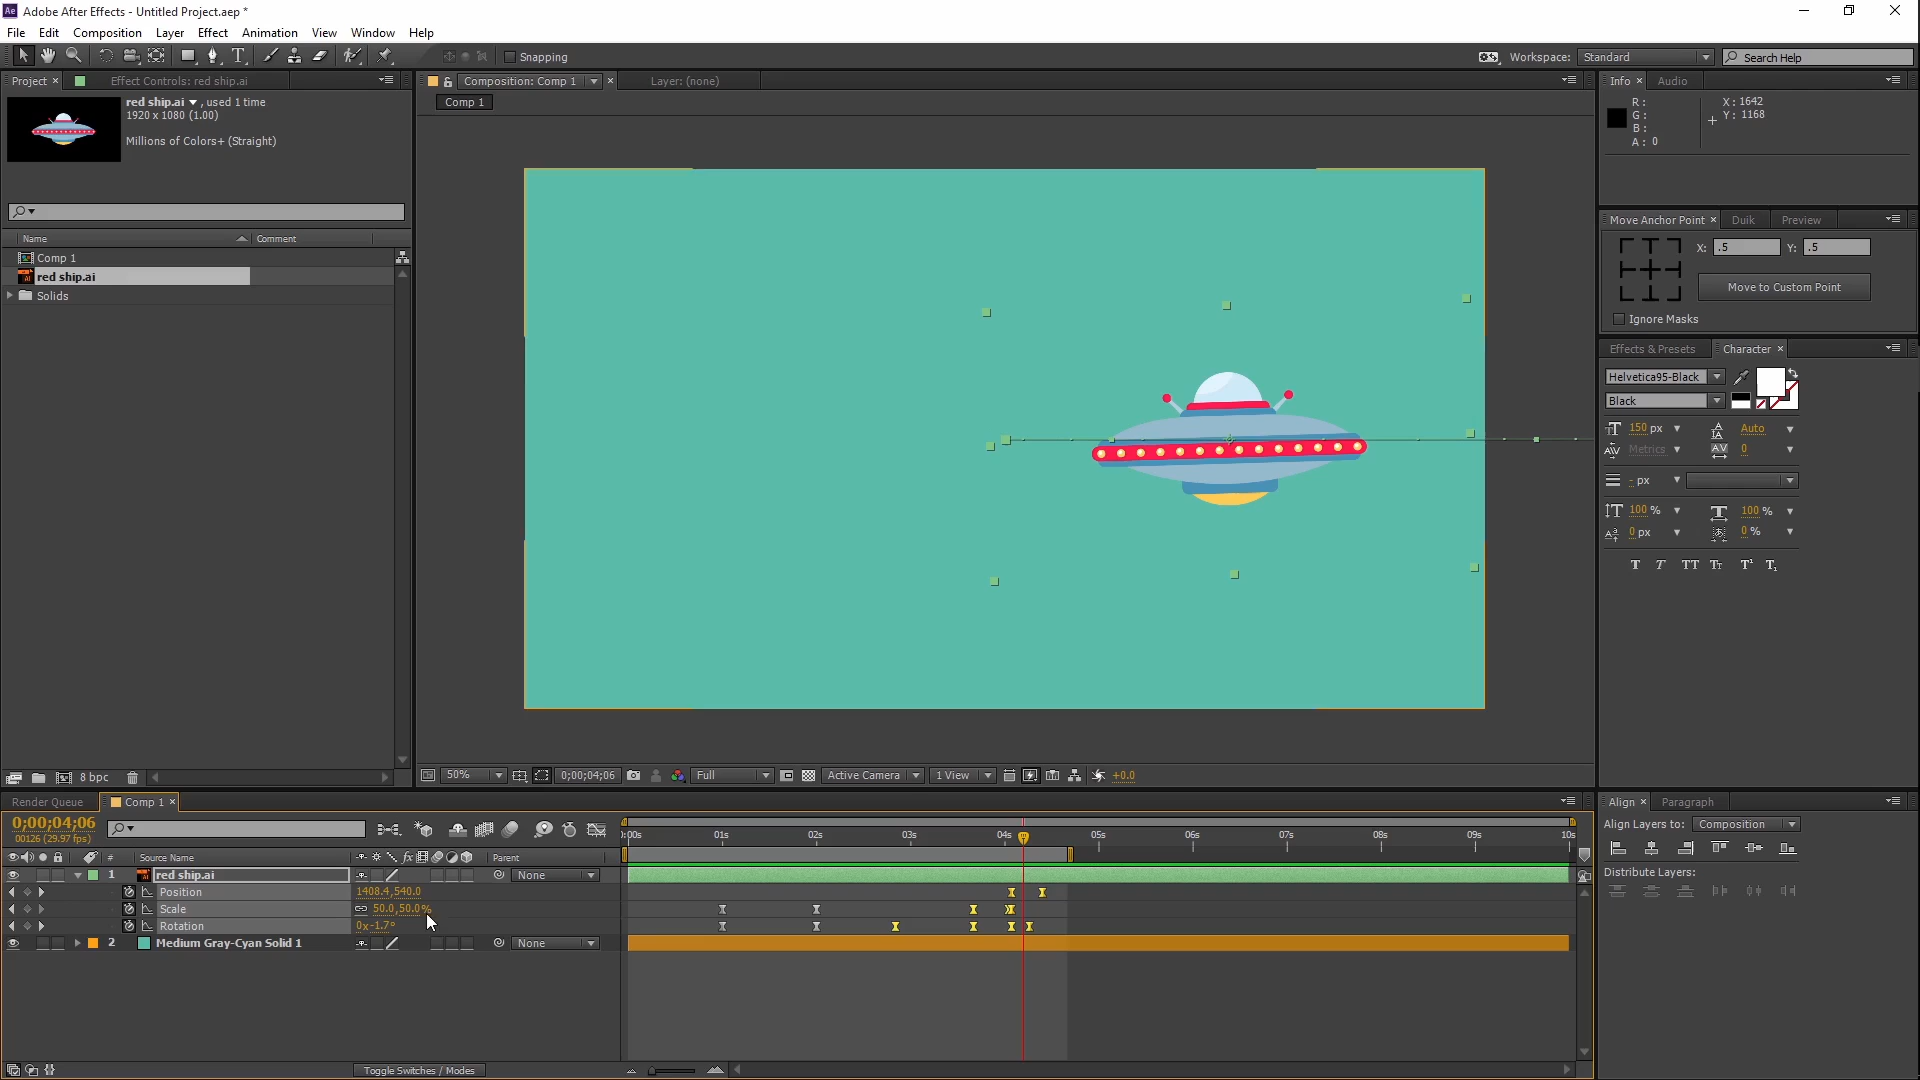 Adobe After Effects - Untitled Project.aep *
File Edit Composition Layer Effect Animation View Window Help
Snapping
Workspace: Standard
Search Help
Project
Effect Controls: red ship.ai
red ship.ai , used 1 time
1920 x 1080 (1.00)
Millions of Colors+ (Straight)
Name Comment
Comp 1
red ship.ai
Solids
8 bpc
Composition: Comp 1
Layer: (none)
Comp 1
50% 0;00;04;06 Full Active Camera 1 View +0.0
Info Audio
R: X: 1642
G: Y: 1168
B:
A: 0
Move Anchor Point Duik Preview
X: .5 Y: .5
Move to Custom Point
Ignore Masks
Effects & Presets Character
Helvetica95-Black
Black
150 px Auto
Metrics 0
- px
100 % 100 %
0 px 0 %
T T TT Tt T¹ T₁
Render Queue Comp 1
0;00;04;06
00126 (29.97 fps)
# Source Name fx Parent
):00s 01s 02s 03s 04s 05s 06s 07s 08s 09s 10s
1 red ship.ai None
Position 1408.4,540.0
Scale 50.0,50.0%
Rotation 0x-1.7°
2 Medium Gray-Cyan Solid 1 None
Toggle Switches / Modes
Align Paragraph
Align Layers to: Composition
Distribute Layers: